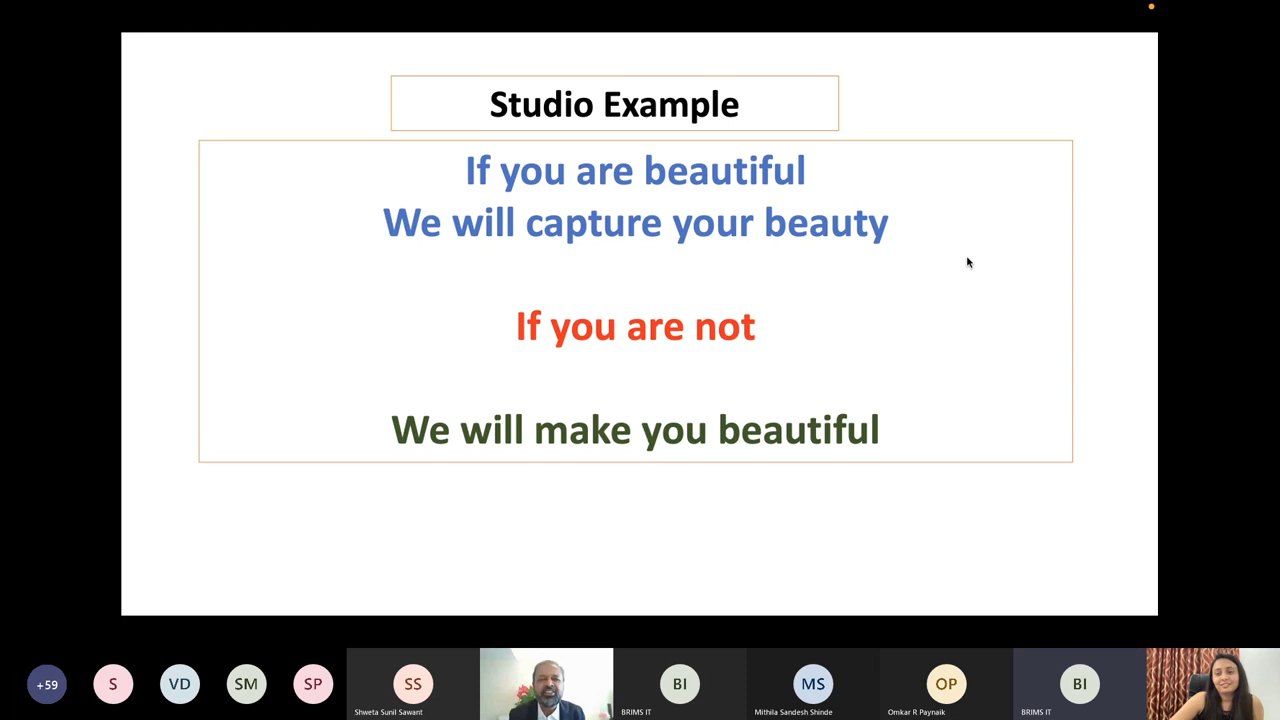 Studio Example
If you are beautiful
We will capture your beauty
If you are not
We will make you beautiful
+59
S
VD
SM
SP
SS
Shweta Sunil Sawant
BI
BRIMS IT
MS
Mithila Sandesh Shinde
OP
Omkar R Paynaik
BI
BRIMS IT